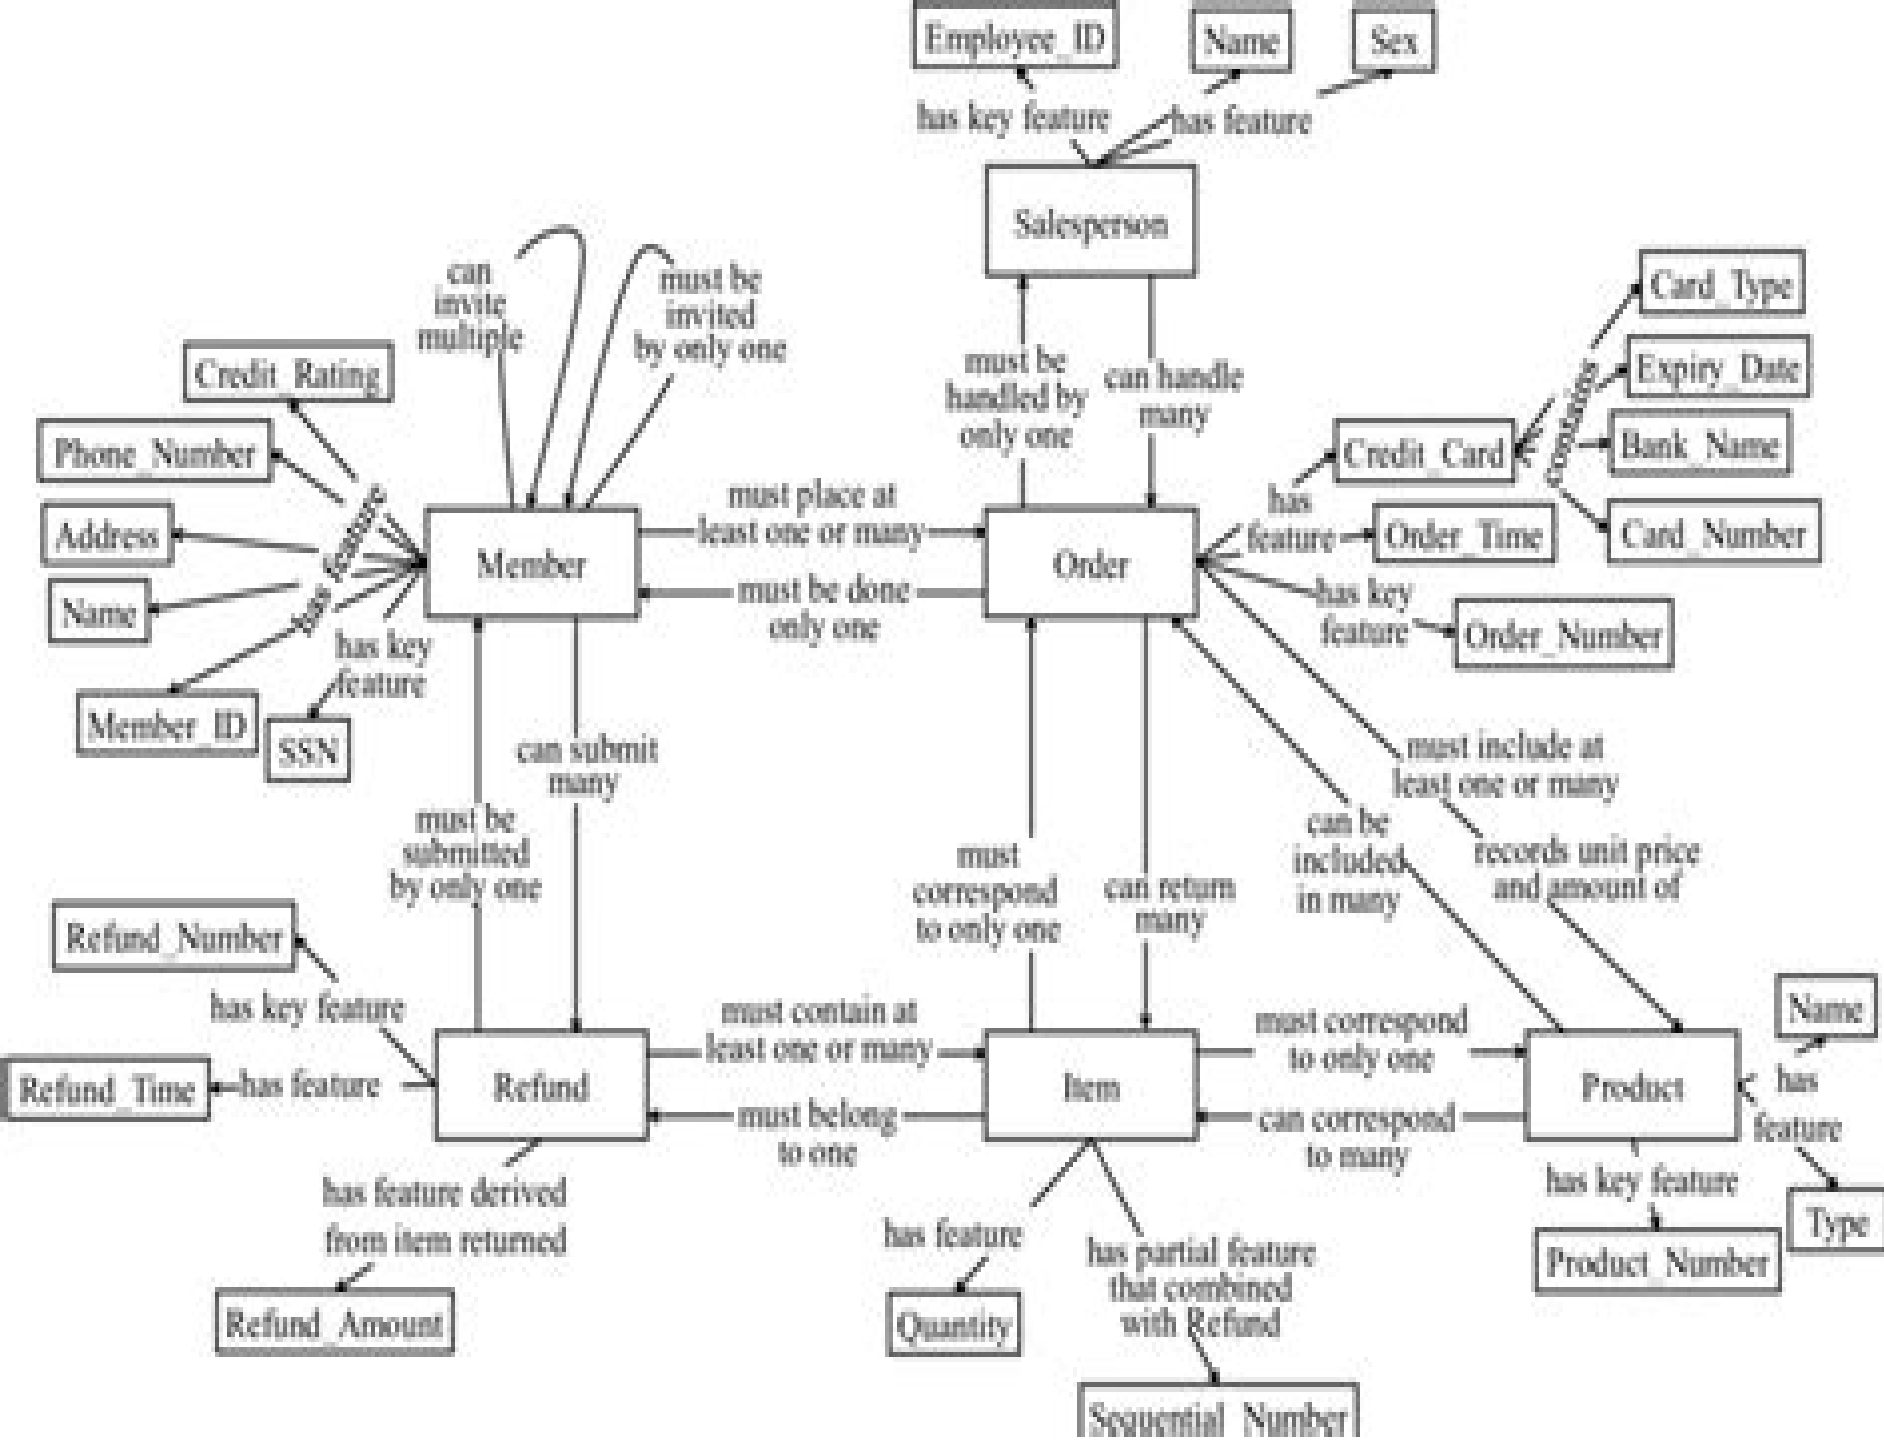 Employee_ID
Name
Sex
has key feature
has feature
Salesperson
can
invite
multiple
must be
invited
by only one
Credit_Rating
Phone_Number
Address
Name
Member_ID
SSN
has feature
has key
feature
Member
must place at
least one or many
must be done
only one
must be
handled by
only one
can handle
many
Order
has
feature
Credit_Card
Order_Time
has key
feature
Order_Number
contains
Card_Type
Expiry_Date
Bank_Name
Card_Number
can submit
many
must be
submitted
by only one
must
correspond
to only one
can return
many
can be
included
in many
must include at
least one or many
records unit price
and amount of
Refund_Number
has key feature
Refund_Time
has feature
Refund
must contain at
least one or many
must belong
to one
Item
must correspond
to only one
can correspond
to many
Product
Name
has
feature
Type
has key feature
Product_Number
has feature derived
from item returned
Refund_Amount
has feature
Quantity
has partial feature
that combined
with Refund
Sequential_Number